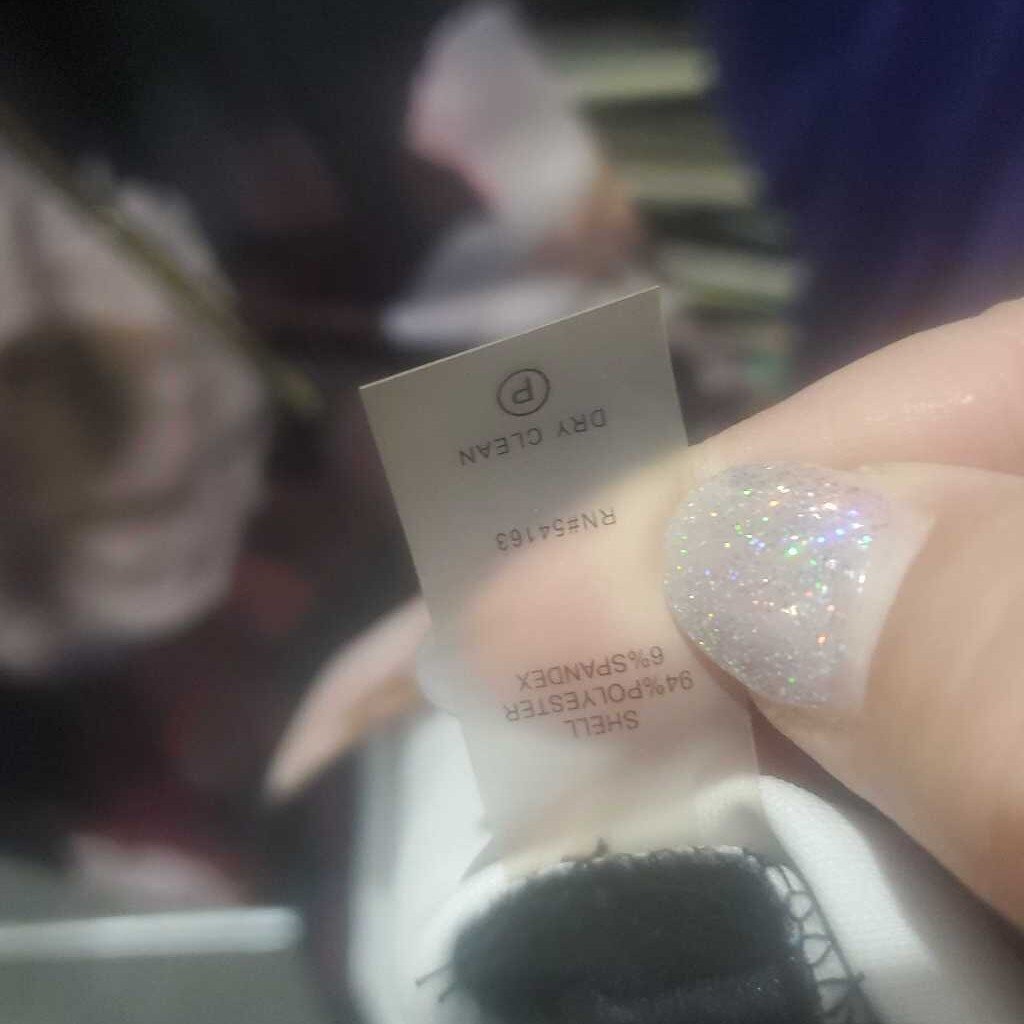 SHELL
94%POLYESTER
6%SPANDEX
RN#54163
DRY CLEAN
P